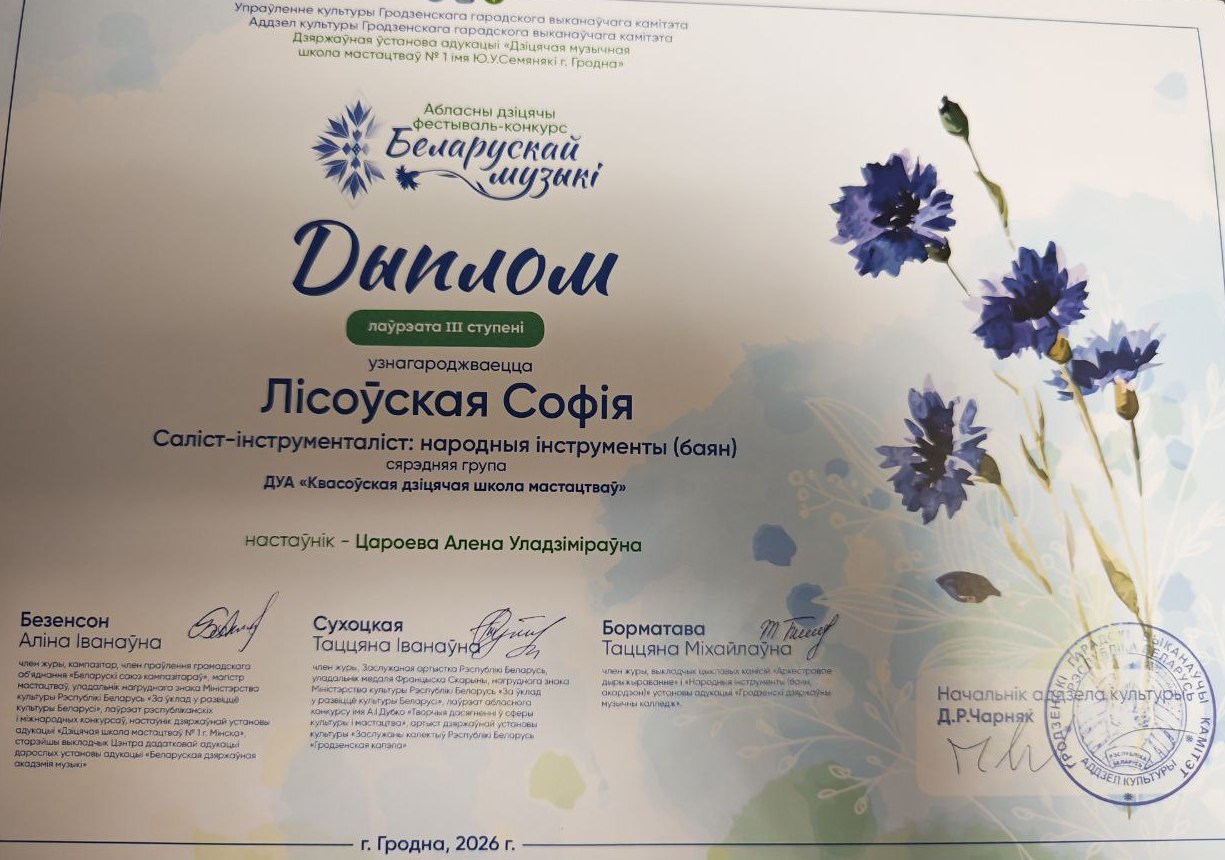 Упраўленне культуры Гродзенскага гарадскога выканаўчага камітэта
Аддзел культуры Гродзенскага гарадскога выканаўчага камітэта
Дзяржаўная ўстанова адукацыі «Дзіцячая музычная
школа мастацтваў № 1 імя Ю.У.Семянякі г. Гродна»
Абласны дзіцячы
фестываль-конкурс
Беларускай
музыкі
Дыплом
лаўрэата III ступені
узнагароджваецца
Лісоўская Софія
Саліст-інструменталіст: народныя інструменты (баян)
сярэдняя група
ДУА «Квасоўская дзіцячая школа мастацтваў»
настаўнік - Цароева Алена Уладзіміраўна
Безенсон
Аліна Іванаўна
член журы, кампазітар, член праўлення грамадскага
аб'яднання «Беларускі саюз кампазітараў», магістр
мастацтваў, уладальнік нагруднага знака Міністэрства
культуры Рэспублікі Беларусь «За ўклад у развіццё
культуры Беларусі», лаўрэат рэспубліканскіх
і міжнародных конкурсаў, настаўнік дзяржаўнай установы
адукацыі «Дзіцячая школа мастацтваў № 1 г. Мінска»,
старэйшы выкладчык Цэнтра дадатковай адукацыі
дарослых установы адукацыі «Беларуская дзяржаўная
акадэмія музыкі»
Сухоцкая
Таццяна Іванаўна
член журы, Заслужаная артыстка Рэспублікі Беларусь,
уладальнік медаля Францыска Скарыны, нагруднага знака
Міністэрства культуры Рэспублікі Беларусь «За ўклад
у развіццё культуры Беларусі», лаўрэат абласнога
конкурсу імя А.І.Дубко «Творчыя дасягненні ў сферы
культуры і мастацтва», артыст дзяржаўнай установы
культуры «Заслужаны калектыў Рэспублікі Беларусь
«Гродзенская капэла»
Борматава
Таццяна Міхайлаўна
член журы, выкладчык цыклавых камісій «Аркестравае
дырыжыраванне» і «Народныя інструменты (баян,
акардэон)» установы адукацыі «Гродзенскі дзяржаўны
музычны каледж».
Начальнік аддзела культуры
Д.Р.Чарняк
ГРОДЗЕНСКІ ГАРАДСКІ ВЫКАНАЎЧЫ КАМІТЭТ
РЭСПУБЛІКА БЕЛАРУСЬ
АДДЗЕЛ КУЛЬТУРЫ
г. Гродна, 2026 г.